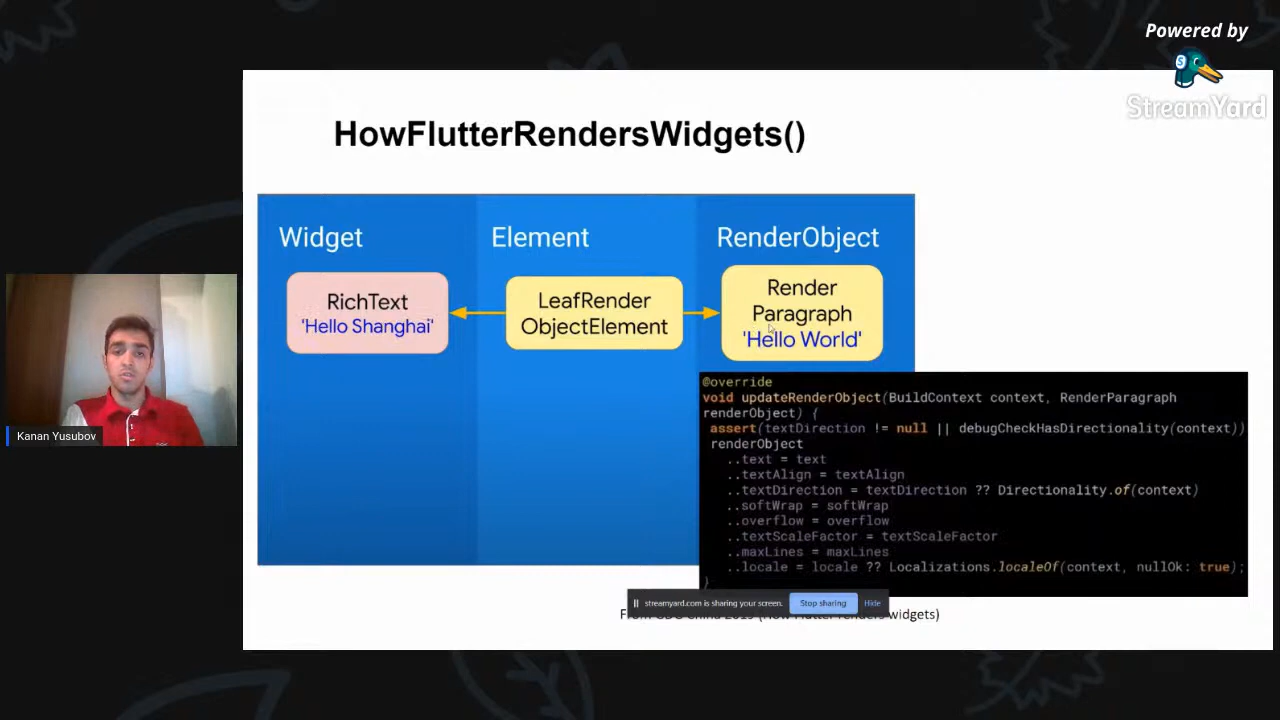 Powered by
StreamYard
HowFlutterRendersWidgets()
Widget
Element
RenderObject
RichText
'Hello Shanghai'
LeafRender
ObjectElement
Render
Paragraph
'Hello World'
@override
void updateRenderObject(BuildContext context, RenderParagraph
renderObject) {
assert(textDirection != null || debugCheckHasDirectionality(context))
renderObject
..text = text
..textAlign = textAlign
..textDirection = textDirection ?? Directionality.of(context)
..softWrap = softWrap
..overflow = overflow
..textScaleFactor = textScaleFactor
..maxLines = maxLines
..locale = locale ?? Localizations.localeOf(context, nullOk: true);
}
streamyard.com is sharing your screen.
Stop sharing
Hide
widgets)
Kanan Yusubov